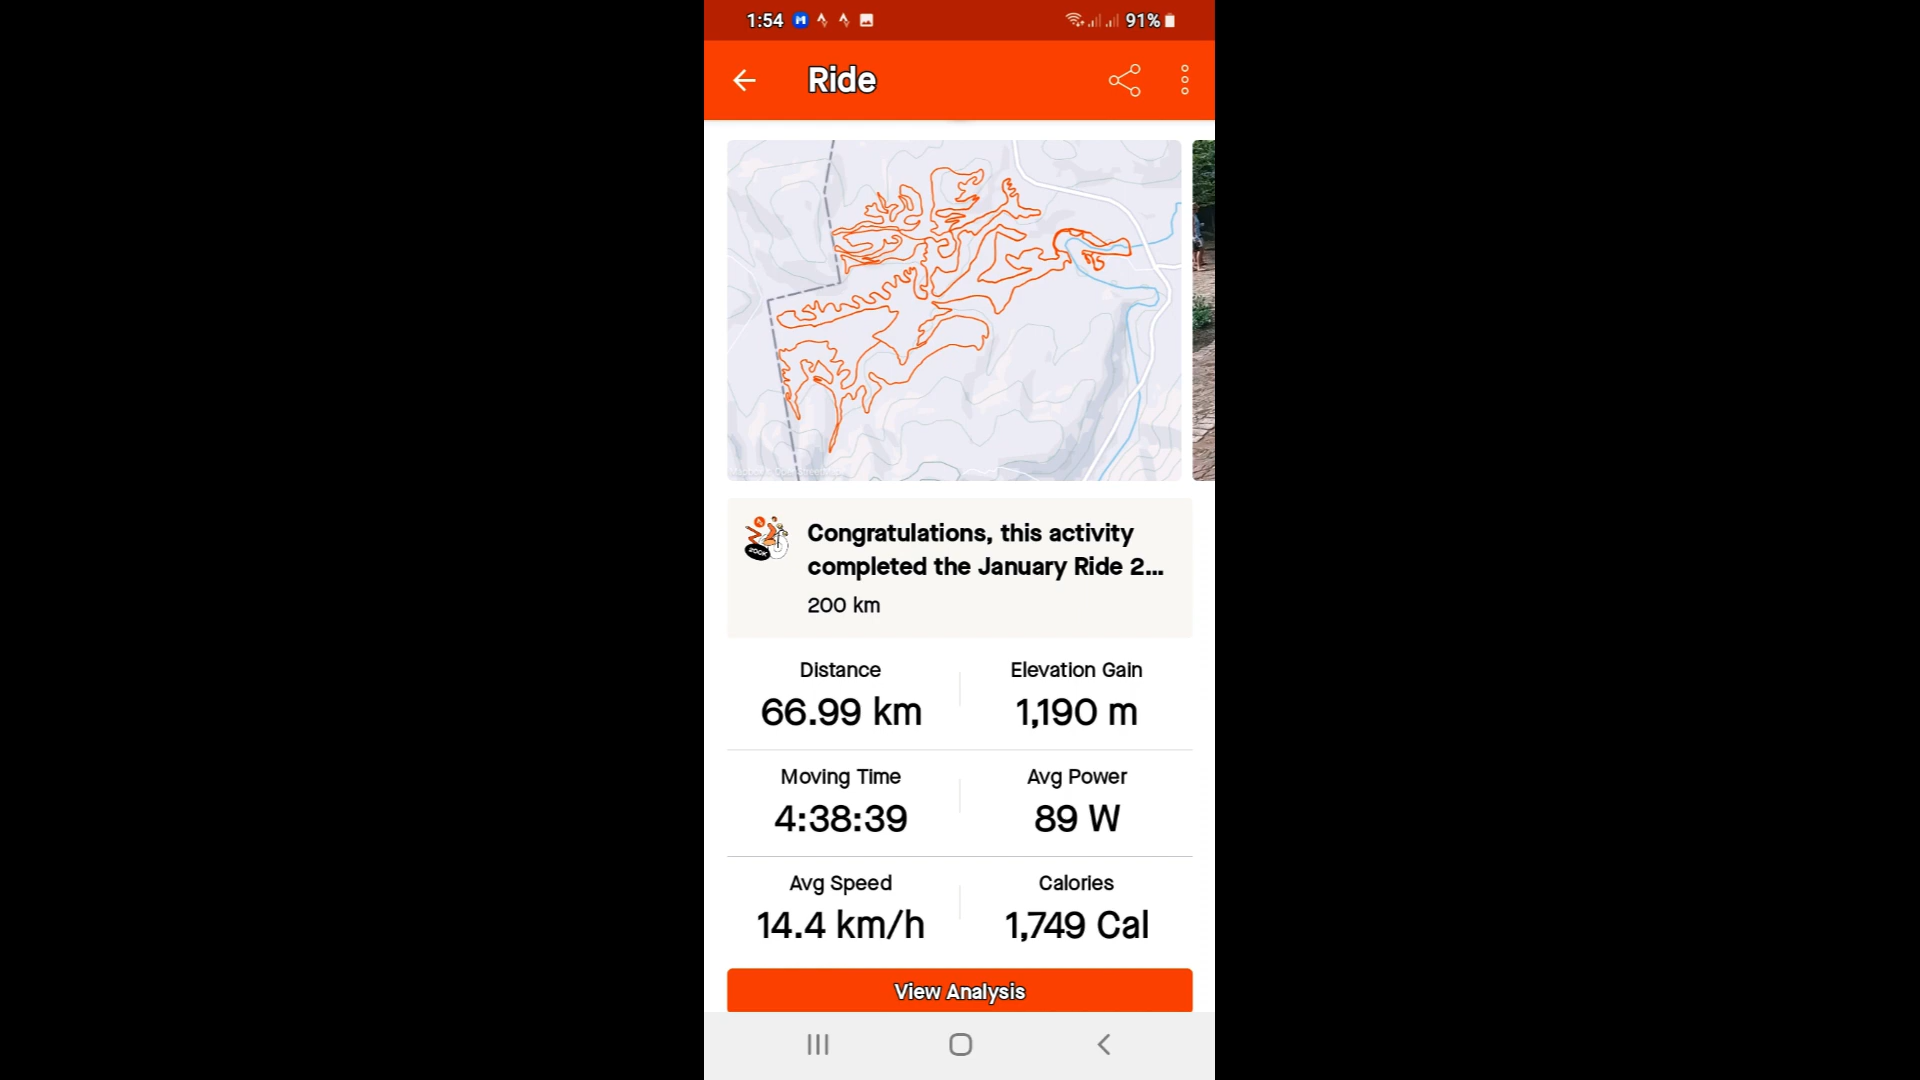 1:54
91%
Ride
Congratulations, this activity
completed the January Ride 2...
200 km
200K
Distance
66.99 km
Elevation Gain
1,190 m
Moving Time
4:38:39
Avg Power
89 W
Avg Speed
14.4 km/h
Calories
1,749 Cal
View Analysis